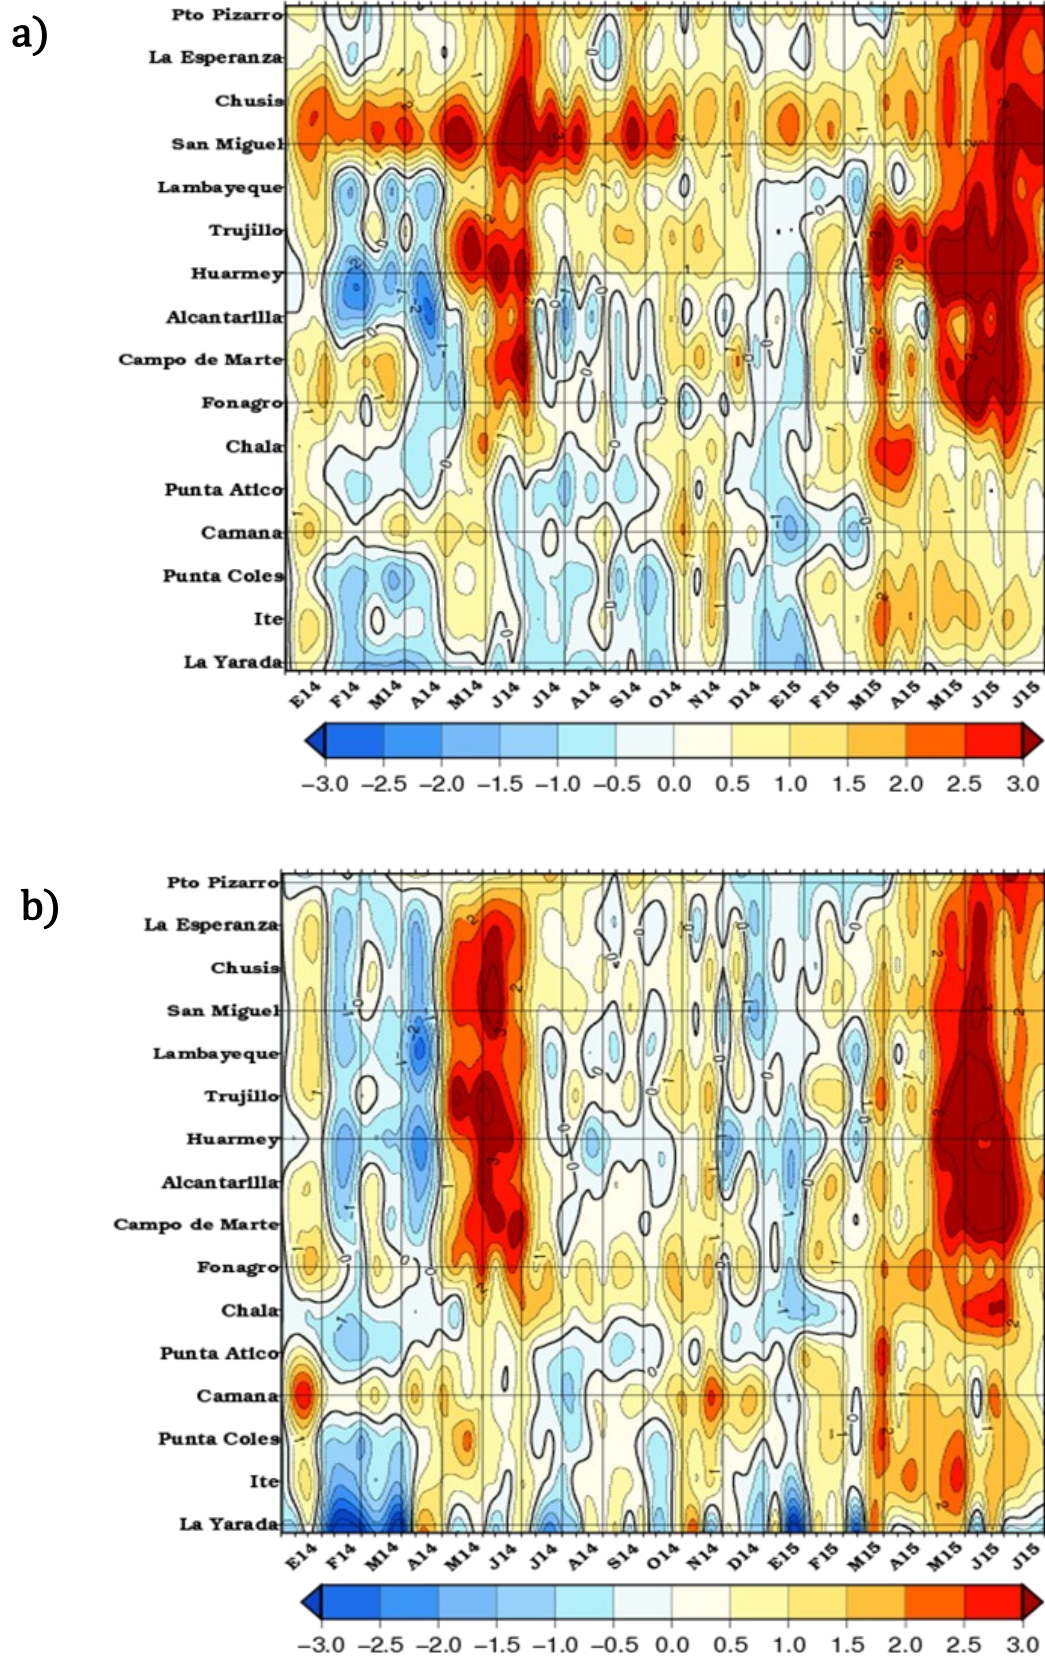 a)
Pto Pizarro
La Esperanza
Chusis
San Miguel
Lambayeque
Trujillo
Huarmey
Alcantarilla
Campo de Marte
Fonagro
Chala
Punta Atico
Camana
Punta Coles
Ite
La Yarada
E14 F14 M14 A14 M14 J14 J14 A14 S14 O14 N14 D14 E15 F15 M15 A15 M15 J15 J15
−3.0 −2.5 −2.0 −1.5 −1.0 −0.5 0.0 0.5 1.0 1.5 2.0 2.5 3.0
b)
Pto Pizarro
La Esperanza
Chusis
San Miguel
Lambayeque
Trujillo
Huarmey
Alcantarilla
Campo de Marte
Fonagro
Chala
Punta Atico
Camana
Punta Coles
Ite
La Yarada
E14 F14 M14 A14 M14 J14 J14 A14 S14 O14 N14 D14 E15 F15 M15 A15 M15 J15 J15
−3.0 −2.5 −2.0 −1.5 −1.0 −0.5 0.0 0.5 1.0 1.5 2.0 2.5 3.0